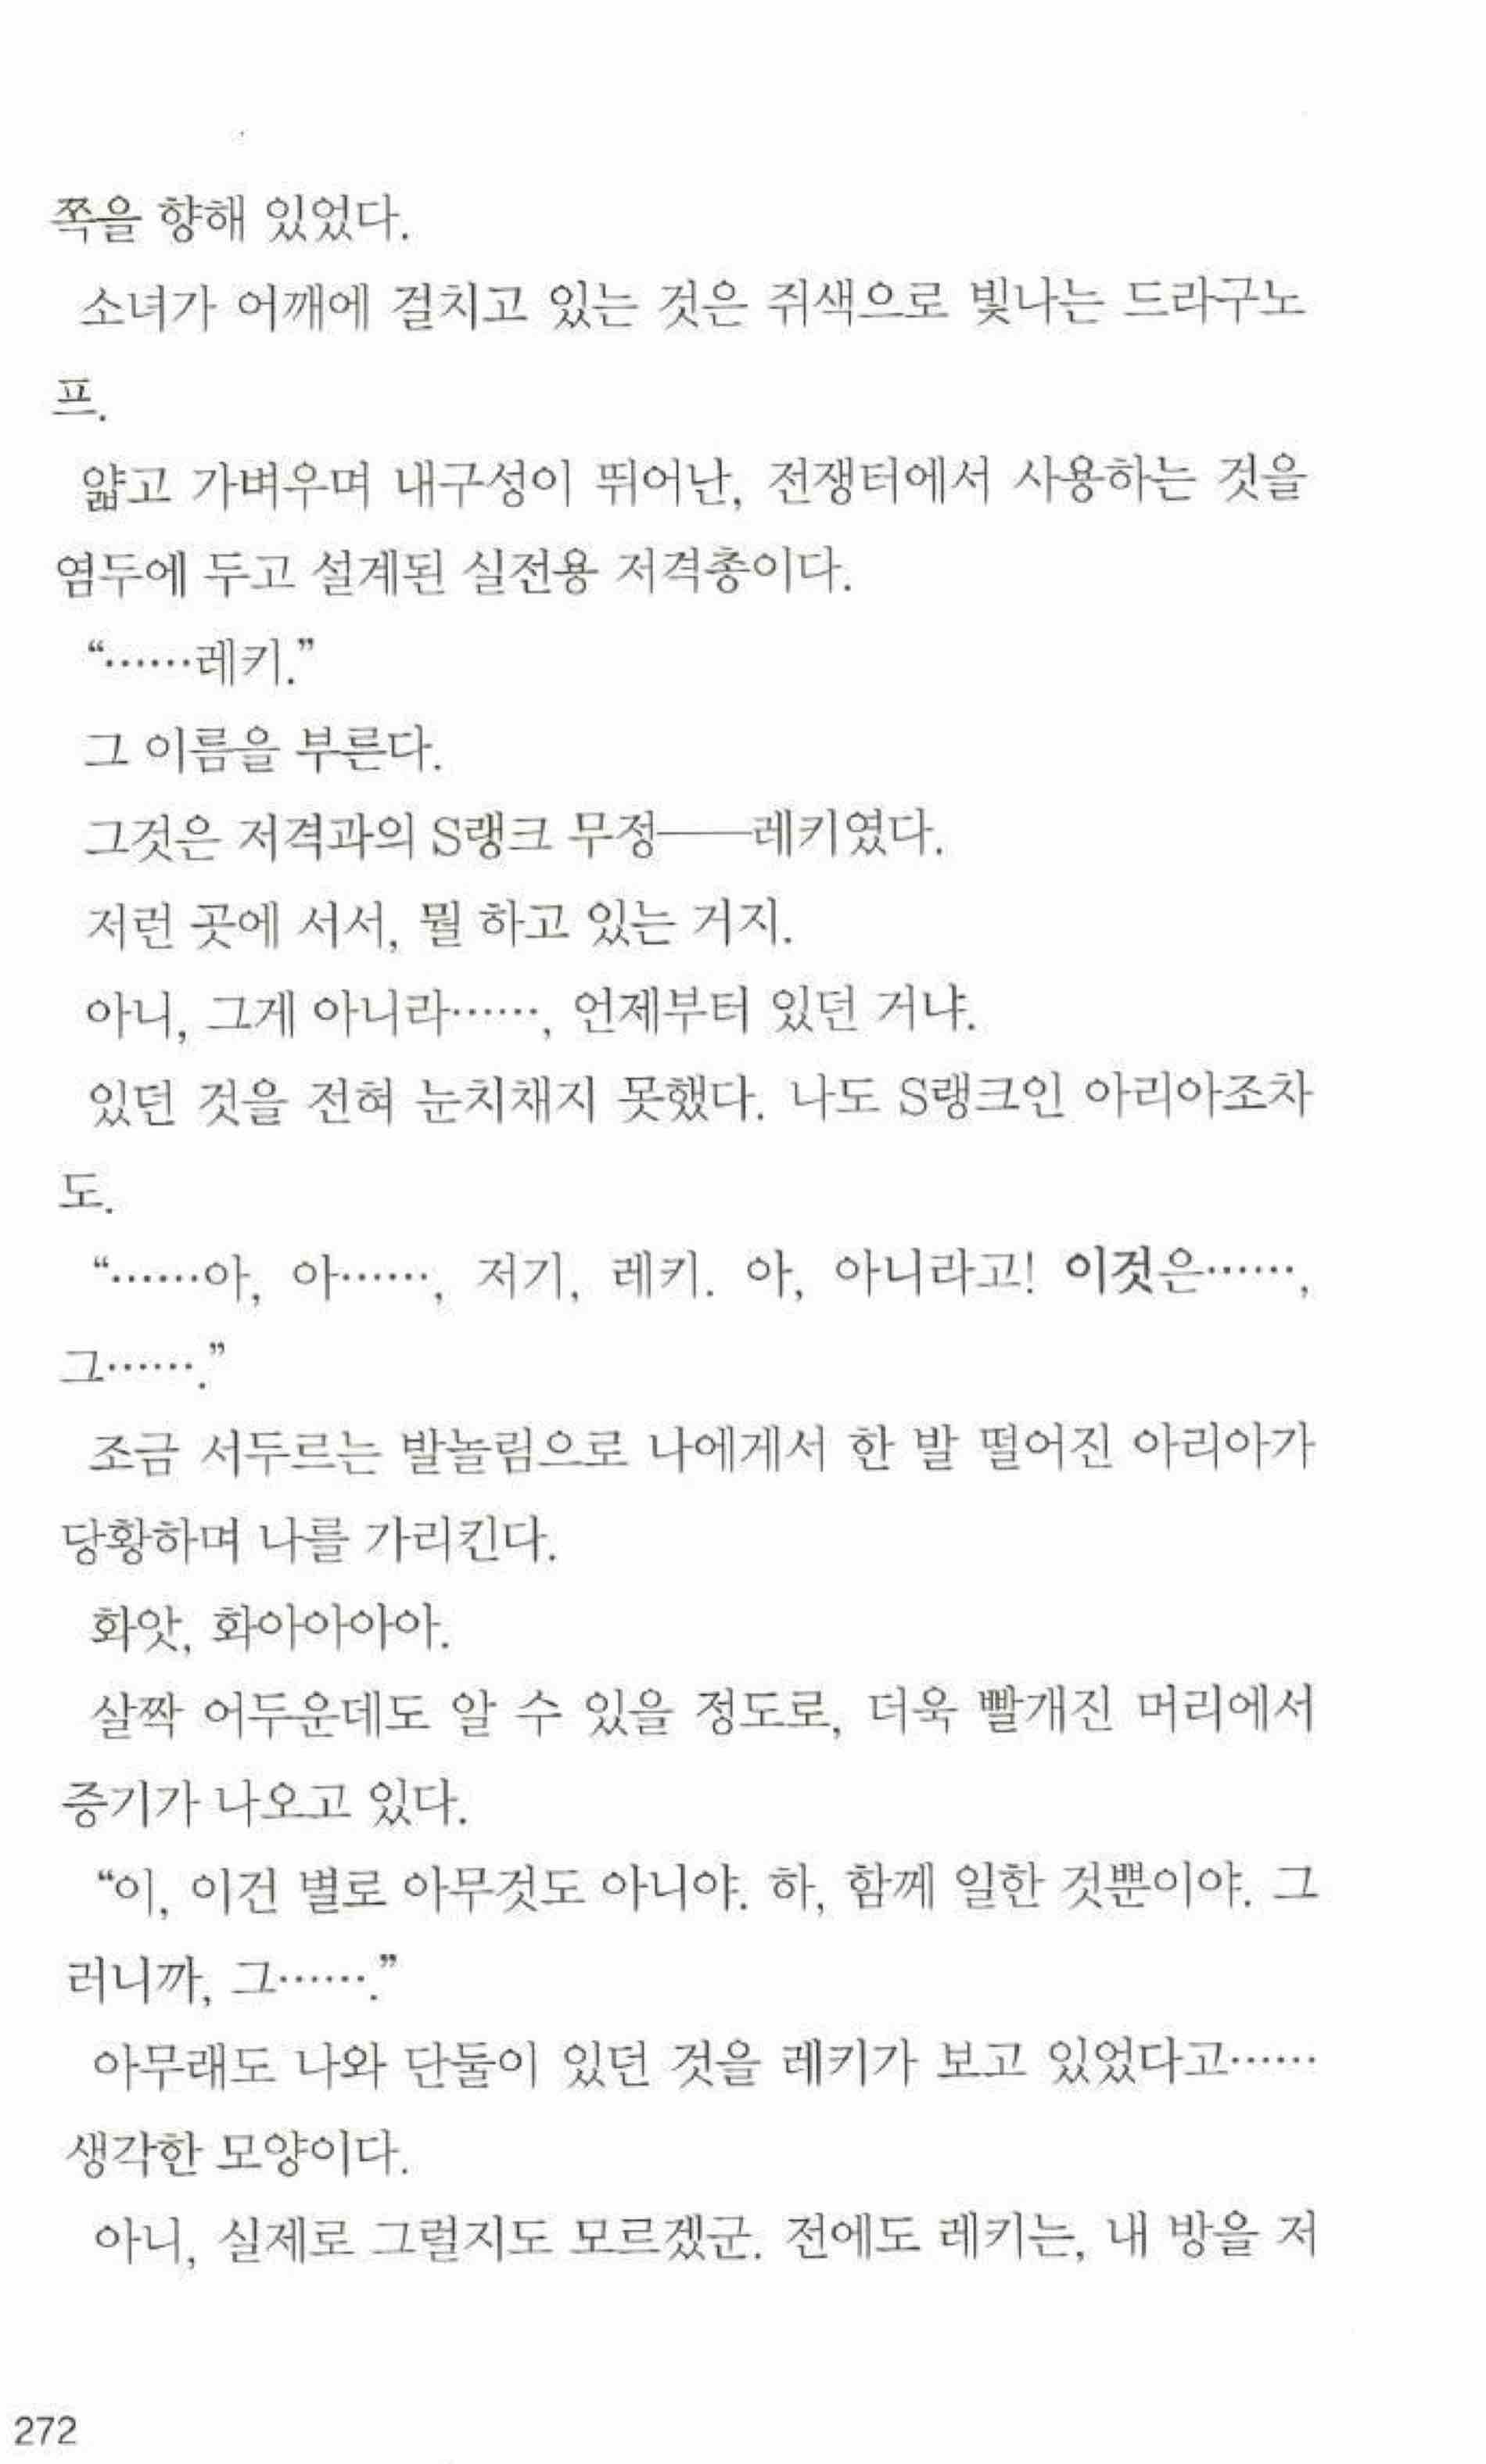 쪽을 향해 있었다.
소녀가 어깨에 걸치고 있는 것은 쥐색으로 빛나는 드라구노
프.
얇고 가벼우며 내구성이 뛰어난, 전쟁터에서 사용하는 것을
염두에 두고 설계된 실전용 저격총이다.
“……레키.”
그 이름을 부른다.
그것은 저격과의 S랭크 무정──레키였다.
저런 곳에 서서, 뭘 하고 있는 거지.
아니, 그게 아니라……, 언제부터 있던 거냐.
있던 것을 전혀 눈치채지 못했다. 나도 S랭크인 아리아조차
도.
“……아, 아……, 저기, 레키. 아, 아니라고! 이것은……,
그…….”
조금 서두르는 발놀림으로 나에게서 한 발 떨어진 아리아가
당황하며 나를 가리킨다.
화앗, 화아아아아.
살짝 어두운데도 알 수 있을 정도로, 더욱 빨개진 머리에서
증기가 나오고 있다.
“이, 이건 별로 아무것도 아니야. 하, 함께 일한 것뿐이야. 그
러니까, 그…….”
아무래도 나와 단둘이 있던 것을 레키가 보고 있었다고……
생각한 모양이다.
아니, 실제로 그럴지도 모르겠군. 전에도 레키는, 내 방을 저
272